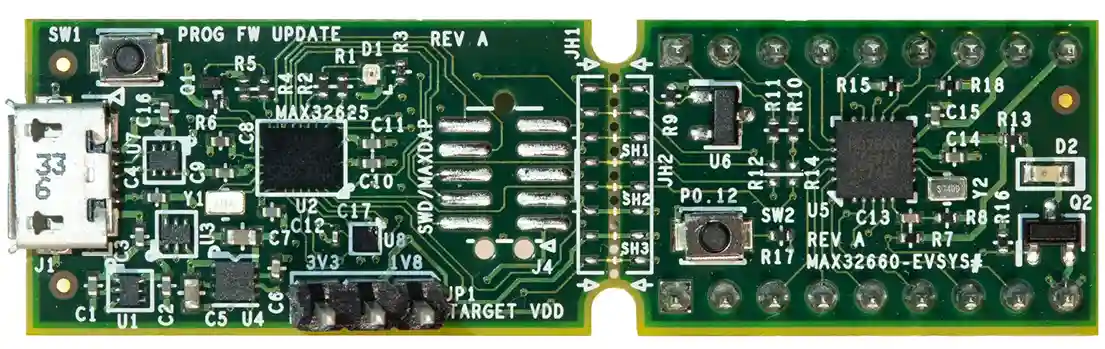 SW1
PROG FW UPDATE
REV A
Q1
R5
R4
R2
R1
D1
R3
JH1
C16
U7
R6
C9
C8
MAX32625
C11
C10
C4
Y1
U2
C12
C17
U8
C7
U3
C3
J1
C1
U1
C2
C5
U4
C6
3V3
1V8
JP1
TARGET VDD
SWD/MAXDAP
J4
SH1
SH2
SH3
JH2
R9
U6
R11
R10
R12
R14
R15
R18
C15
C14
R13
D2
P0.12
SW2
R17
U5
C13
Y2
R8
R7
R16
Q2
REV A
MAX32660-EVSYS#